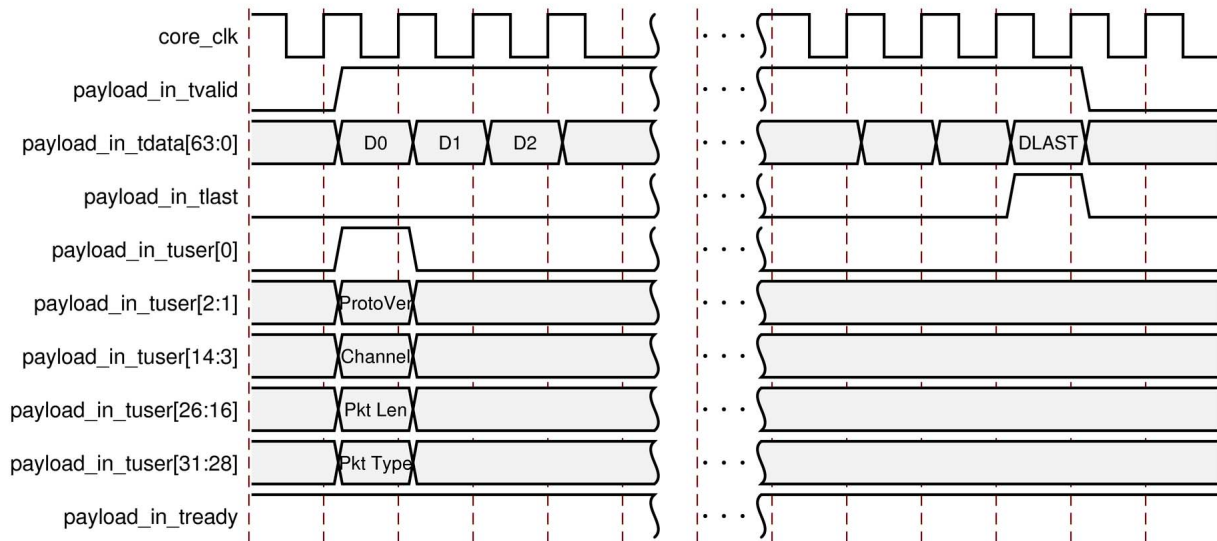 core_clk
· · ·
payload_in_tvalid
· · ·
payload_in_tdata[63:0]
D0 D1 D2 · · · DLAST
payload_in_tlast
· · ·
payload_in_tuser[0]
· · ·
payload_in_tuser[2:1]
ProtoVer · · ·
payload_in_tuser[14:3]
Channel · · ·
payload_in_tuser[26:16]
Pkt Len · · ·
payload_in_tuser[31:28]
Pkt Type · · ·
payload_in_tready
· · ·